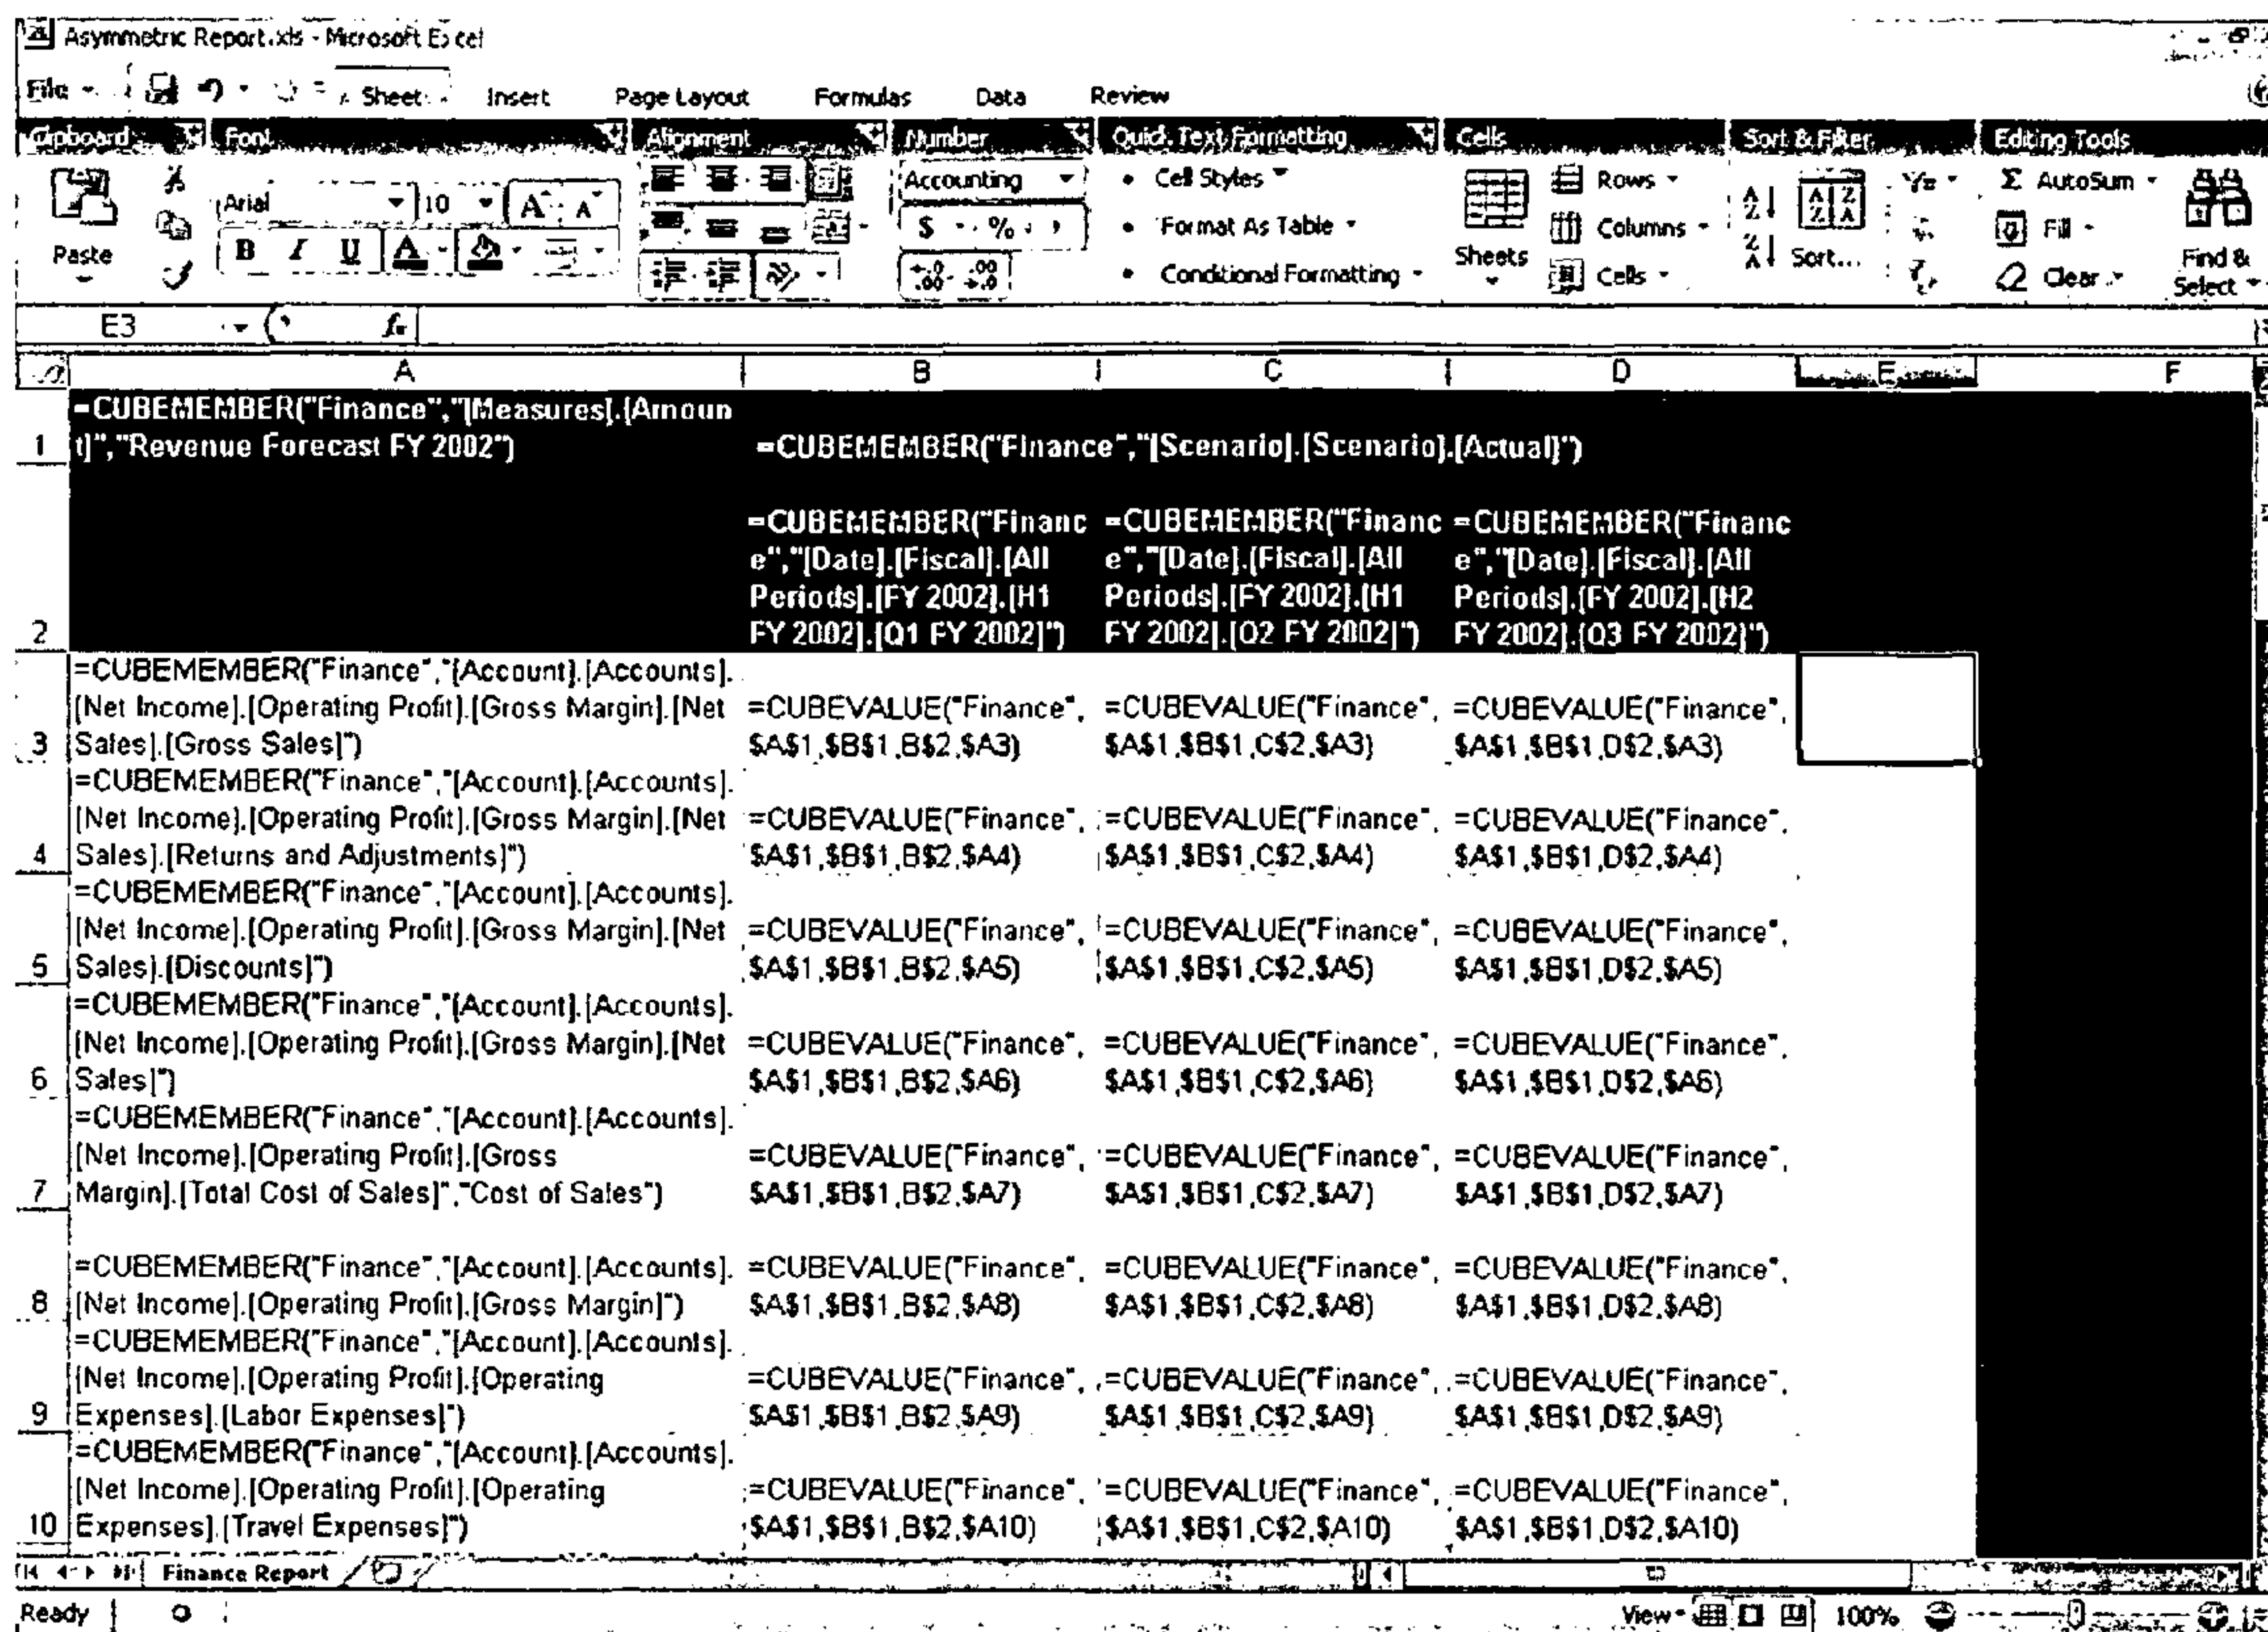 Asymmetric Report.xls - Microsoft Excel
File Sheet Insert Page Layout Formulas Data Review
Clipboard Font Alignment Number Quick Text Formatting Cells Sort & Filter Editing Tools
Paste Arial 10 A A Accounting • Cell Styles Rows Σ AutoSum
B I U A $ % , • Format As Table Sheets Columns Sort... Fill Find & Select
• Conditional Formatting Cells Clear
E3 fx
A B C D E F
=CUBEMEMBER("Finance","[Measures].[Amoun
1 t]","Revenue Forecast FY 2002") =CUBEMEMBER("Finance","[Scenario].[Scenario].[Actual]")
=CUBEMEMBER("Financ =CUBEMEMBER("Financ =CUBEMEMBER("Financ
e","[Date].[Fiscal].[All e","[Date].[Fiscal].[All e","[Date].[Fiscal].[All
Periods].[FY 2002].[H1 Periods].[FY 2002].[H1 Periods].[FY 2002].[H2
2 FY 2002].[Q1 FY 2002]") FY 2002].[Q2 FY 2002]") FY 2002].[Q3 FY 2002]")
=CUBEMEMBER("Finance","[Account].[Accounts].
[Net Income].[Operating Profit].[Gross Margin].[Net =CUBEVALUE("Finance", =CUBEVALUE("Finance", =CUBEVALUE("Finance",
3 Sales].[Gross Sales]") $A$1,$B$1,B$2,$A3) $A$1,$B$1,C$2,$A3) $A$1,$B$1,D$2,$A3)
=CUBEMEMBER("Finance","[Account].[Accounts].
[Net Income].[Operating Profit].[Gross Margin].[Net =CUBEVALUE("Finance", =CUBEVALUE("Finance", =CUBEVALUE("Finance",
4 Sales].[Returns and Adjustments]") $A$1,$B$1,B$2,$A4) $A$1,$B$1,C$2,$A4) $A$1,$B$1,D$2,$A4)
=CUBEMEMBER("Finance","[Account].[Accounts].
[Net Income].[Operating Profit].[Gross Margin].[Net =CUBEVALUE("Finance", =CUBEVALUE("Finance", =CUBEVALUE("Finance",
5 Sales].[Discounts]") $A$1,$B$1,B$2,$A5) $A$1,$B$1,C$2,$A5) $A$1,$B$1,D$2,$A5)
=CUBEMEMBER("Finance","[Account].[Accounts].
[Net Income].[Operating Profit].[Gross Margin].[Net =CUBEVALUE("Finance", =CUBEVALUE("Finance", =CUBEVALUE("Finance",
6 Sales]") $A$1,$B$1,B$2,$A6) $A$1,$B$1,C$2,$A6) $A$1,$B$1,D$2,$A6)
=CUBEMEMBER("Finance","[Account].[Accounts].
[Net Income].[Operating Profit].[Gross =CUBEVALUE("Finance", =CUBEVALUE("Finance", =CUBEVALUE("Finance",
7 Margin].[Total Cost of Sales]","Cost of Sales") $A$1,$B$1,B$2,$A7) $A$1,$B$1,C$2,$A7) $A$1,$B$1,D$2,$A7)
=CUBEMEMBER("Finance","[Account].[Accounts]. =CUBEVALUE("Finance", =CUBEVALUE("Finance", =CUBEVALUE("Finance",
8 [Net Income].[Operating Profit].[Gross Margin]") $A$1,$B$1,B$2,$A8) $A$1,$B$1,C$2,$A8) $A$1,$B$1,D$2,$A8)
=CUBEMEMBER("Finance","[Account].[Accounts].
[Net Income].[Operating Profit].[Operating =CUBEVALUE("Finance", =CUBEVALUE("Finance", =CUBEVALUE("Finance",
9 Expenses].[Labor Expenses]") $A$1,$B$1,B$2,$A9) $A$1,$B$1,C$2,$A9) $A$1,$B$1,D$2,$A9)
=CUBEMEMBER("Finance","[Account].[Accounts].
[Net Income].[Operating Profit].[Operating =CUBEVALUE("Finance", =CUBEVALUE("Finance", =CUBEVALUE("Finance",
10 Expenses].[Travel Expenses]") $A$1,$B$1,B$2,$A10) $A$1,$B$1,C$2,$A10) $A$1,$B$1,D$2,$A10)
Finance Report
Ready View 100%